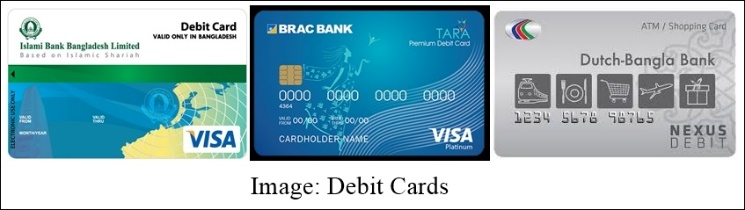 Islami Bank Bangladesh Limited
Based on Islamic Shariah
Debit Card
VALID ONLY IN BANGLADESH
ELECTRONIC USE ONLY
VALID FROM
VALID THRU
MONTH/YEAR
VISA
BRAC BANK
TARA
Premium Debit Card
0000 0000 0000 0000
4364
VALID FROM 00/00
VALID THRU 00/00
CARDHOLDER NAME
VISA
Platinum
ATM / Shopping Card
Dutch-Bangla Bank
1234 5678 98765
NEXUS
DEBIT
Image: Debit Cards